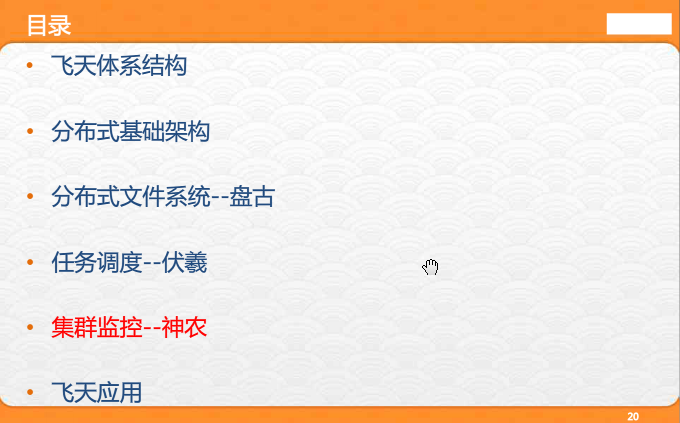 目录
• 飞天体系结构
• 分布式基础架构
• 分布式文件系统--盘古
• 任务调度--伏羲
• 集群监控--神农
• 飞天应用
20